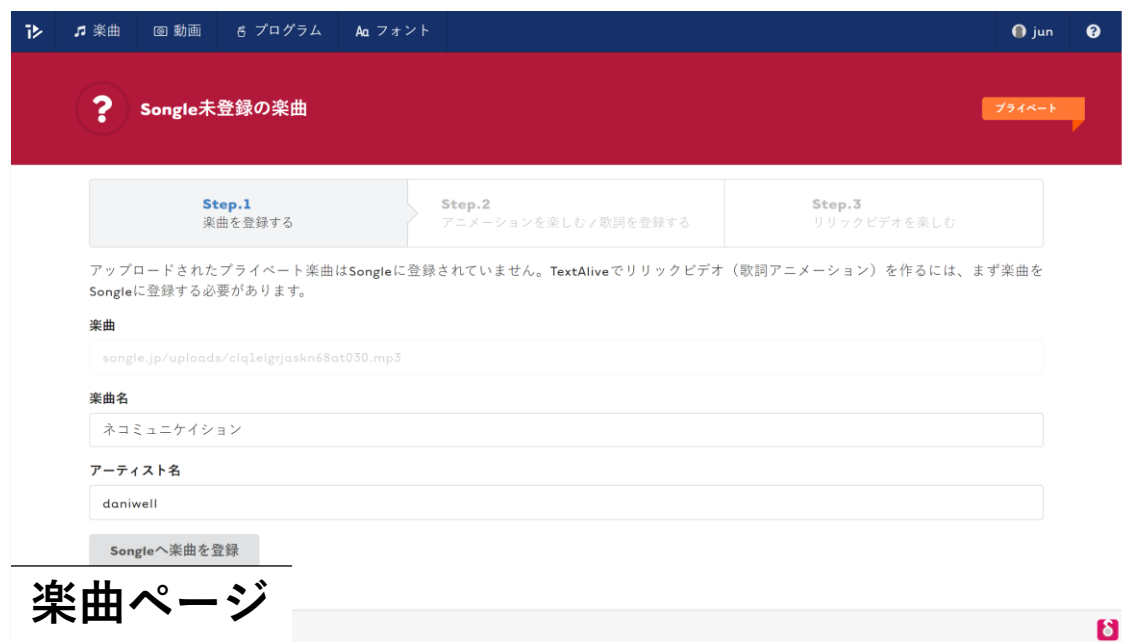 楽曲
動画
プログラム
Aa フォント
jun
?
? Songle未登録の楽曲
プライベート
Step.1
楽曲を登録する
Step.2
アニメーションを楽しむ / 歌詞を登録する
Step.3
リリックビデオを楽しむ
アップロードされたプライベート楽曲はSongleに登録されていません。TextAliveでリリックビデオ（歌詞アニメーション）を作るには、まず楽曲を
Songleに登録する必要があります。
楽曲
songle.jp/uploads/clq1elgrjaskn68at030.mp3
楽曲名
ネコミュニケイション
アーティスト名
daniwell
Songleへ楽曲を登録
楽曲ページ